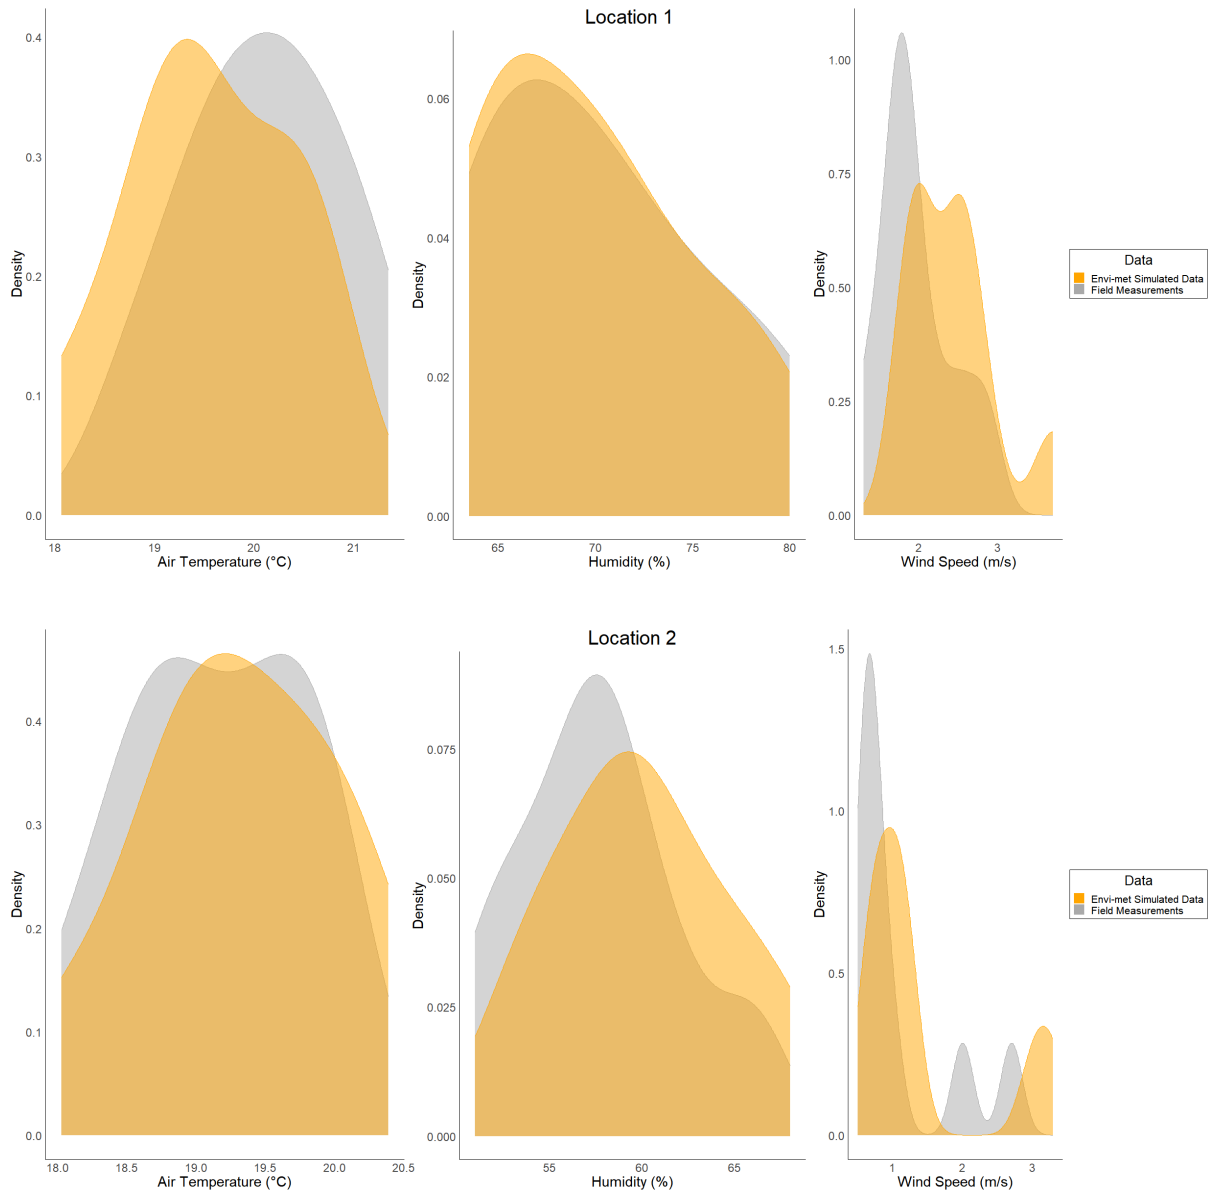 Location 1
Density
0.4
0.3
0.2
0.1
0.0
18
19
20
21
Air Temperature (°C)
Density
0.06
0.04
0.02
0.00
65
70
75
80
Humidity (%)
Density
1.00
0.75
0.50
0.25
0.00
2
3
Wind Speed (m/s)
Data
Envi-met Simulated Data
Field Measurements
Location 2
Density
0.4
0.3
0.2
0.1
0.0
18.0
18.5
19.0
19.5
20.0
20.5
Air Temperature (°C)
Density
0.075
0.050
0.025
0.000
55
60
65
Humidity (%)
Density
1.5
1.0
0.5
0.0
1
2
3
Wind Speed (m/s)
Data
Envi-met Simulated Data
Field Measurements